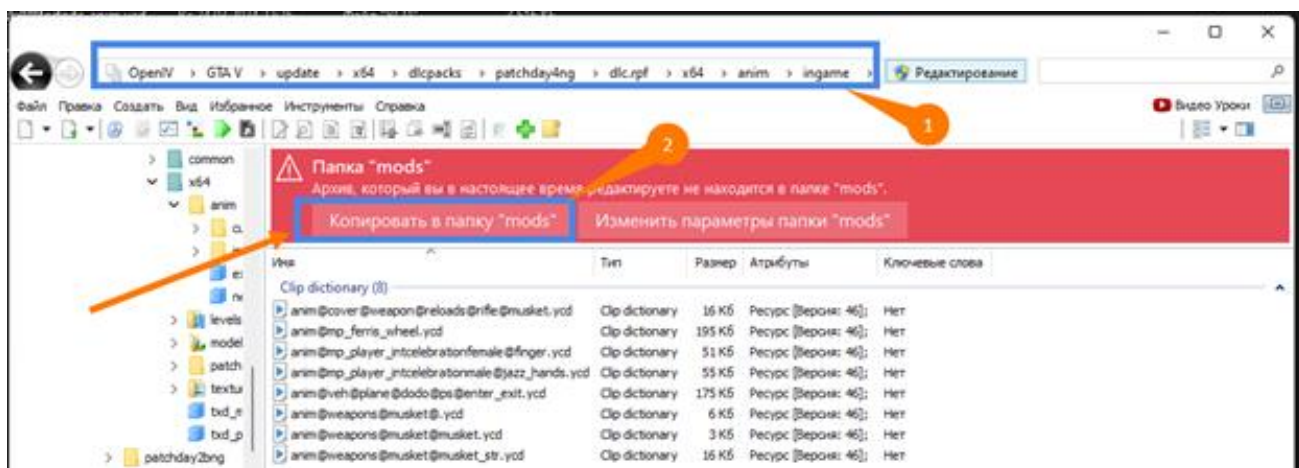 OpenIV › GTA V › update › x64 › dlcpacks › patchday4ng › dlc.rpf › x64 › anim › ingame › Редактирование
Файл Правка Создать Вид Избранное Инструменты Справка Видео Уроки
1
2
common
x64
anim
levels
model
patch
textu
txd_p
patchday2bng
Папка "mods"
Архив, который вы в настоящее время редактируете не находится в папке "mods".
Копировать в папку "mods" Изменить параметры папки "mods"
Имя Тип Размер Атрибуты Ключевые слова
Clip dictionary (8)
anim@cover@weapon@reloads@rifle@musket.ycd Clip dictionary 16 Кб Ресурс [Версия: 46]; Нет
anim@mp_ferris_wheel.ycd Clip dictionary 195 Кб Ресурс [Версия: 46]; Нет
anim@mp_player_intcelebrationfemale@finger.ycd Clip dictionary 51 Кб Ресурс [Версия: 46]; Нет
anim@mp_player_intcelebrationmale@jazz_hands.ycd Clip dictionary 55 Кб Ресурс [Версия: 46]; Нет
anim@veh@plane@dodo@ps@enter_exit.ycd Clip dictionary 175 Кб Ресурс [Версия: 46]; Нет
anim@weapons@musket@.ycd Clip dictionary 6 Кб Ресурс [Версия: 46]; Нет
anim@weapons@musket@musket.ycd Clip dictionary 3 Кб Ресурс [Версия: 46]; Нет
anim@weapons@musket@musket_str.ycd Clip dictionary 16 Кб Ресурс [Версия: 46]; Нет